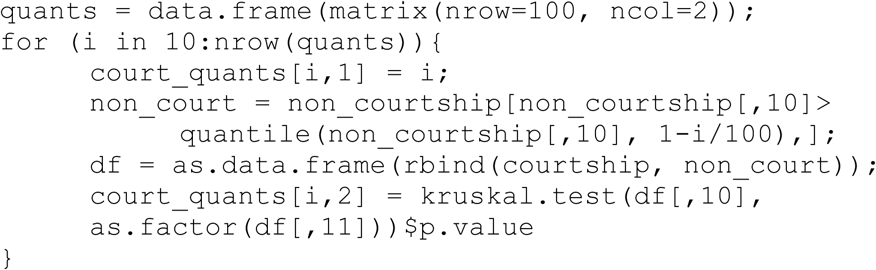 quants = data.frame(matrix(nrow=100, ncol=2));
for (i in 10:nrow(quants)){
court_quants[i,1] = i;
non_court = non_courtship[non_courtship[,10]>
quantile(non_courtship[,10], 1-i/100),];
df = as.data.frame(rbind(courtship, non_court));
court_quants[i,2] = kruskal.test(df[,10],
as.factor(df[,11]))$p.value
}